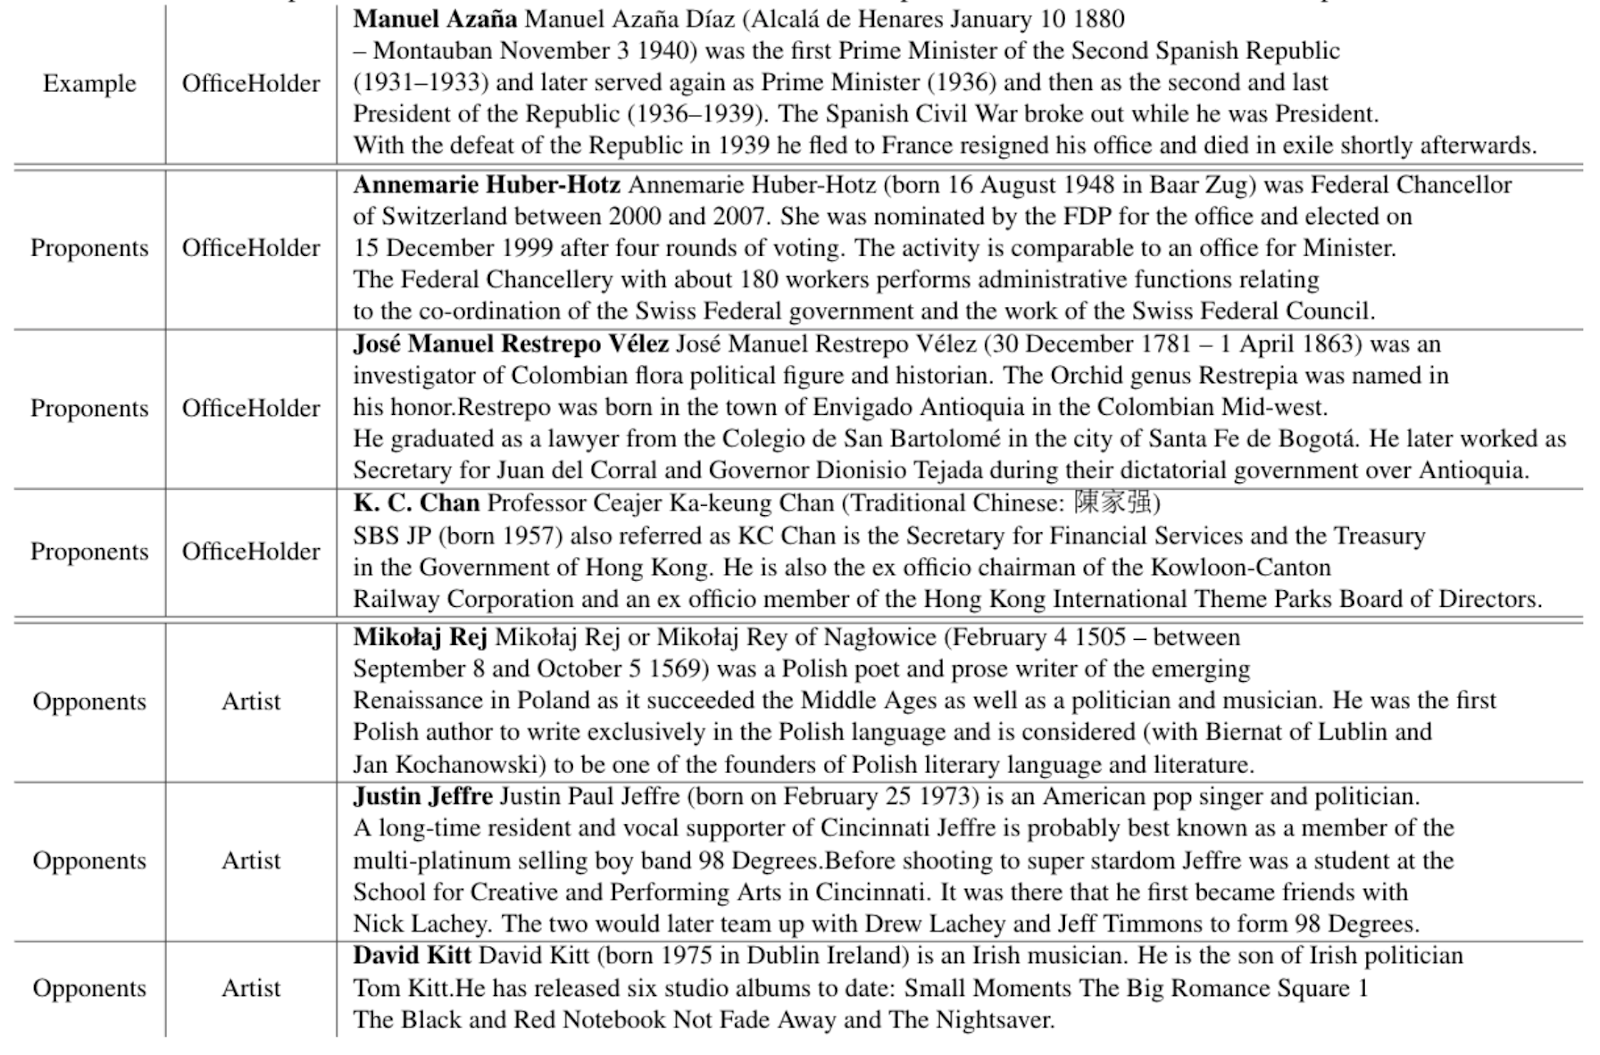 Manuel Azaña Manuel Azaña Díaz (Alcalá de Henares January 10 1880
– Montauban November 3 1940) was the first Prime Minister of the Second Spanish Republic
Example OfficeHolder (1931–1933) and later served again as Prime Minister (1936) and then as the second and last
President of the Republic (1936–1939). The Spanish Civil War broke out while he was President.
With the defeat of the Republic in 1939 he fled to France resigned his office and died in exile shortly afterwards.
Annemarie Huber-Hotz Annemarie Huber-Hotz (born 16 August 1948 in Baar Zug) was Federal Chancellor
of Switzerland between 2000 and 2007. She was nominated by the FDP for the office and elected on
Proponents OfficeHolder 15 December 1999 after four rounds of voting. The activity is comparable to an office for Minister.
The Federal Chancellery with about 180 workers performs administrative functions relating
to the co-ordination of the Swiss Federal government and the work of the Swiss Federal Council.
José Manuel Restrepo Vélez José Manuel Restrepo Vélez (30 December 1781 – 1 April 1863) was an
investigator of Colombian flora political figure and historian. The Orchid genus Restrepia was named in
Proponents OfficeHolder his honor.Restrepo was born in the town of Envigado Antioquia in the Colombian Mid-west.
He graduated as a lawyer from the Colegio de San Bartolomé in the city of Santa Fe de Bogotá. He later worked as
Secretary for Juan del Corral and Governor Dionisio Tejada during their dictatorial government over Antioquia.
K. C. Chan Professor Ceajer Ka-keung Chan (Traditional Chinese: 陳家强)
SBS JP (born 1957) also referred as KC Chan is the Secretary for Financial Services and the Treasury
Proponents OfficeHolder in the Government of Hong Kong. He is also the ex officio chairman of the Kowloon-Canton
Railway Corporation and an ex officio member of the Hong Kong International Theme Parks Board of Directors.
Mikołaj Rej Mikołaj Rej or Mikołaj Rey of Nagłowice (February 4 1505 – between
September 8 and October 5 1569) was a Polish poet and prose writer of the emerging
Opponents Artist Renaissance in Poland as it succeeded the Middle Ages as well as a politician and musician. He was the first
Polish author to write exclusively in the Polish language and is considered (with Biernat of Lublin and
Jan Kochanowski) to be one of the founders of Polish literary language and literature.
Justin Jeffre Justin Paul Jeffre (born on February 25 1973) is an American pop singer and politician.
A long-time resident and vocal supporter of Cincinnati Jeffre is probably best known as a member of the
Opponents Artist multi-platinum selling boy band 98 Degrees.Before shooting to super stardom Jeffre was a student at the
School for Creative and Performing Arts in Cincinnati. It was there that he first became friends with
Nick Lachey. The two would later team up with Drew Lachey and Jeff Timmons to form 98 Degrees.
David Kitt David Kitt (born 1975 in Dublin Ireland) is an Irish musician. He is the son of Irish politician
Opponents Artist Tom Kitt.He has released six studio albums to date: Small Moments The Big Romance Square 1
The Black and Red Notebook Not Fade Away and The Nightsaver.